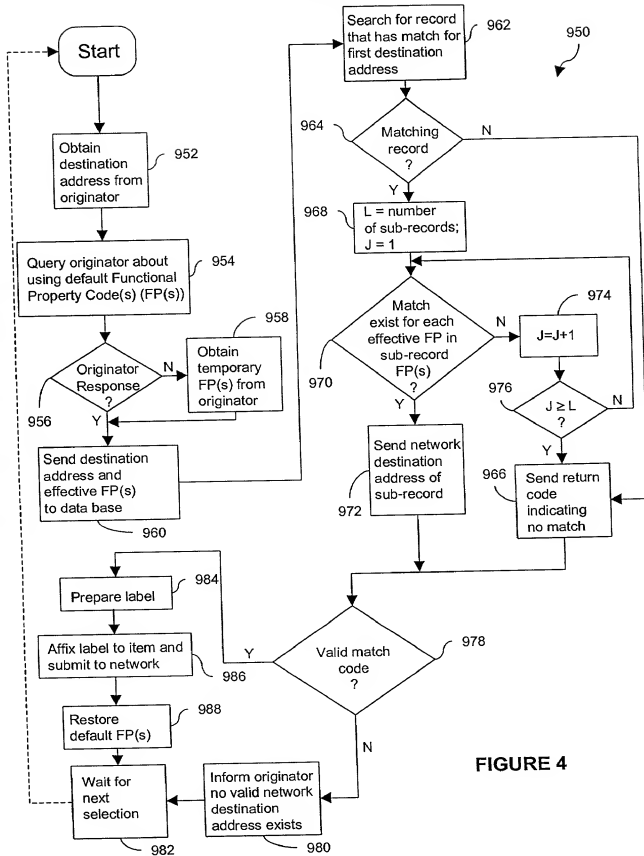 Start
Obtain
destination
address from
originator
952
Query originator about
using default Functional
Property Code(s) (FP(s))
954
Originator
Response
?
956
N
Y
Obtain
temporary
FP(s) from
originator
958
Send destination
address and
effective FP(s)
to data base
960
Search for record
that has match for
first destination
address
962
950
Matching
record
?
964
N
Y
L = number
of sub-records;
J = 1
968
Match
exist for each
effective FP in
sub-record
FP(s)
?
970
N
Y
J=J+1
974
J ≥ L
?
976
N
Y
Send network
destination
address of
sub-record
972
Send return
code
indicating
no match
966
Valid match
code
?
978
Y
N
Prepare label
984
Affix label to item and
submit to network
986
Restore
default FP(s)
988
Wait for
next
selection
982
Inform originator
no valid network
destination
address exists
980
FIGURE 4